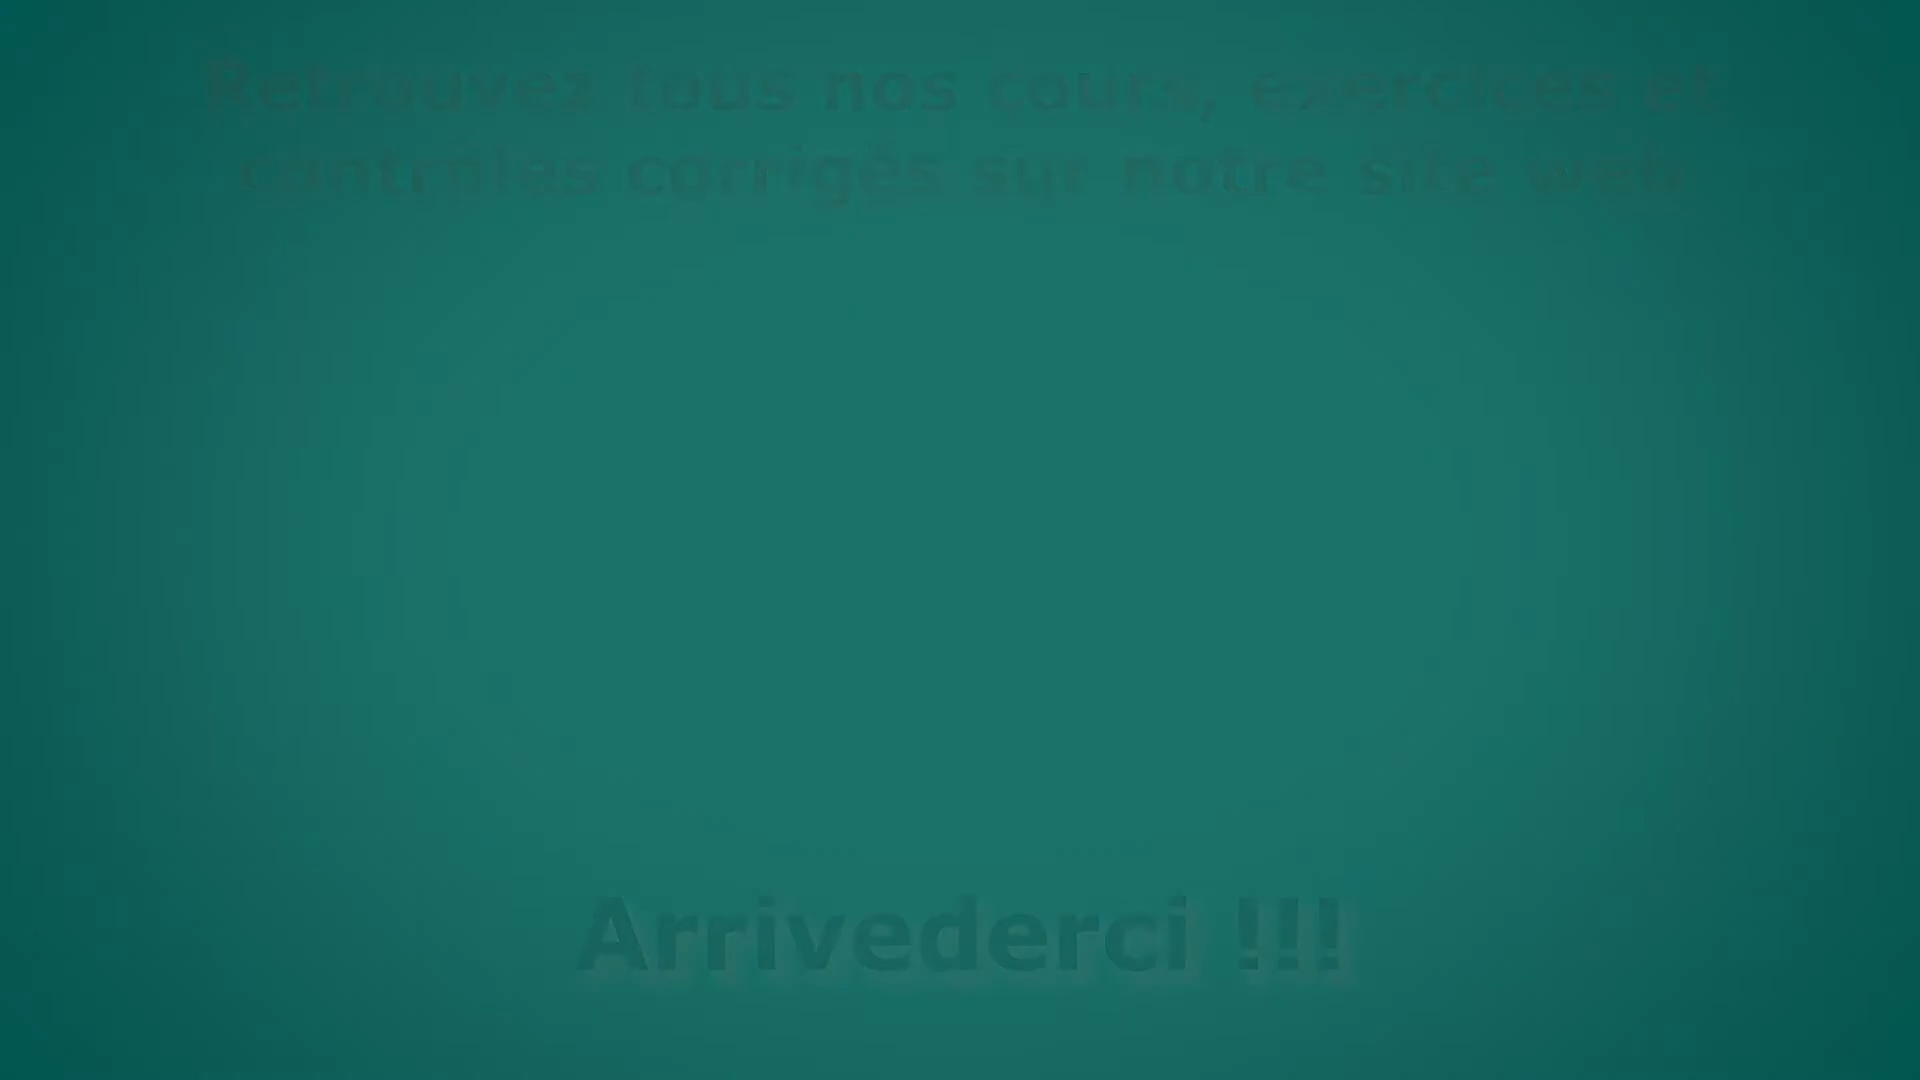 Retrouvez tous nos cours, exercices et
contrôles corrigés sur notre site web
Arrivederci !!!